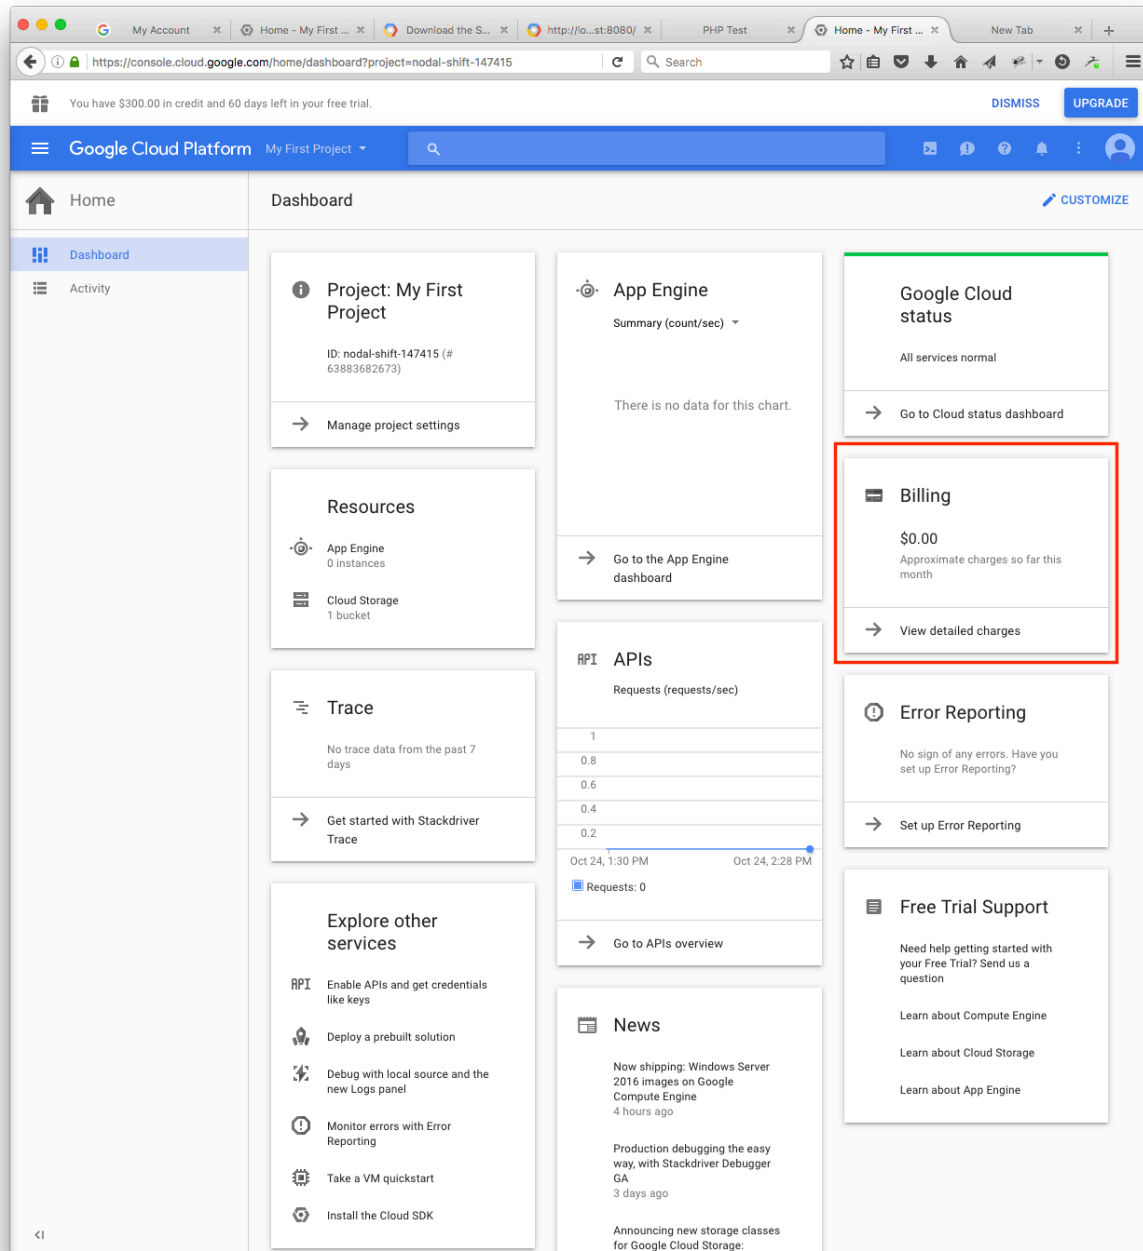 My Account
Home - My First ...
Download the S...
http://lo...st:8080/
PHP Test
Home - My First ...
New Tab
https://console.cloud.google.com/home/dashboard?project=nodal-shift-147415
Search
You have $300.00 in credit and 60 days left in your free trial.
DISMISS
UPGRADE
Google Cloud Platform
My First Project
Home
Dashboard
CUSTOMIZE
Dashboard
Activity
Project: My First
Project
ID: nodal-shift-147415 (#
63883682673)
Manage project settings
Resources
App Engine
0 instances
Cloud Storage
1 bucket
Trace
No trace data from the past 7
days
Get started with Stackdriver
Trace
Explore other
services
API
Enable APIs and get credentials
like keys
Deploy a prebuilt solution
Debug with local source and the
new Logs panel
Monitor errors with Error
Reporting
Take a VM quickstart
Install the Cloud SDK
App Engine
Summary (count/sec)
There is no data for this chart.
Go to the App Engine
dashboard
API
APIs
Requests (requests/sec)
1
0.8
0.6
0.4
0.2
Oct 24, 1:30 PM
Oct 24, 2:28 PM
Requests: 0
Go to APIs overview
News
Now shipping: Windows Server
2016 images on Google
Compute Engine
4 hours ago
Production debugging the easy
way, with Stackdriver Debugger
GA
3 days ago
Announcing new storage classes
for Google Cloud Storage:
Google Cloud
status
All services normal
Go to Cloud status dashboard
Billing
$0.00
Approximate charges so far this
month
View detailed charges
Error Reporting
No sign of any errors. Have you
set up Error Reporting?
Set up Error Reporting
Free Trial Support
Need help getting started with
your Free Trial? Send us a
question
Learn about Compute Engine
Learn about Cloud Storage
Learn about App Engine